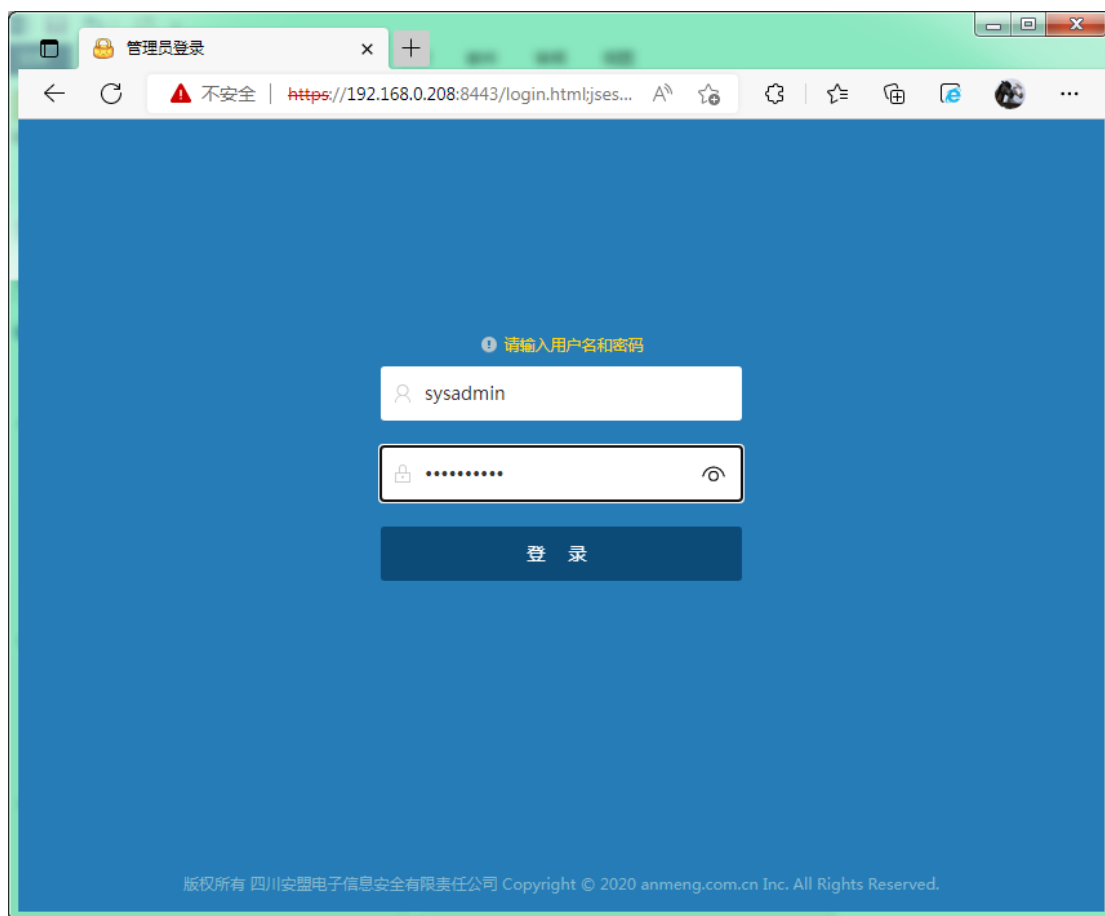 管理员登录
不安全 https://192.168.0.208:8443/login.html;jses...
请输入用户名和密码
sysadmin
••••••••••
登 录
版权所有 四川安盟电子信息安全有限责任公司 Copyright © 2020 anmeng.com.cn Inc. All Rights Reserved.